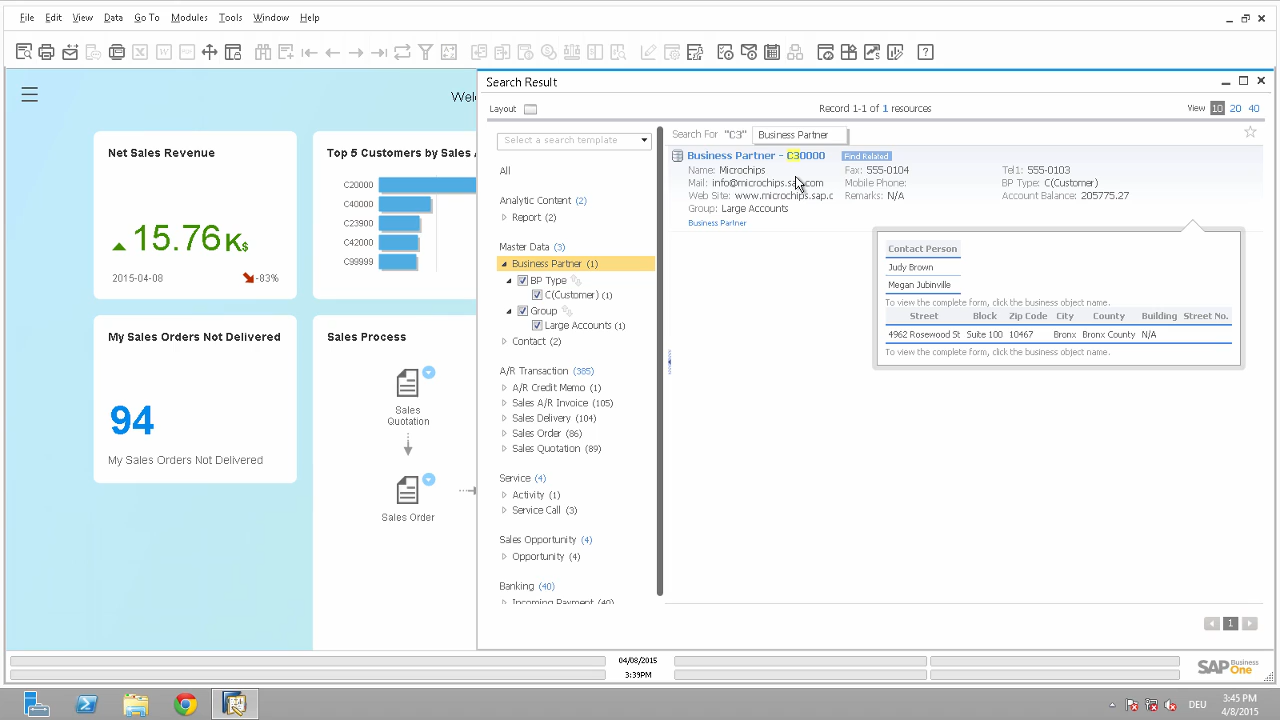 File Edit View Data Go To Modules Tools Window Help
Search Result
Layout
Record 1-1 of 1 resources
View 10 20 40
Select a search template
Search For "C3" Business Partner
All
Analytic Content (2)
Report (2)
Master Data (3)
Business Partner (1)
BP Type
C(Customer) (1)
Group
Large Accounts (1)
Contact (2)
A/R Transaction (385)
A/R Credit Memo (1)
Sales A/R Invoice (105)
Sales Delivery (104)
Sales Order (86)
Sales Quotation (89)
Service (4)
Activity (1)
Service Call (3)
Sales Opportunity (4)
Opportunity (4)
Banking (40)
Incoming Payment (40)
Business Partner - C30000 Find Related
Name: Microchips Fax: 555-0104 Tel1: 555-0103
Mail: info@microchips.sap.com Mobile Phone: BP Type: C(Customer)
Web Site: www.microchips.sap.c Remarks: N/A Account Balance: 205775.27
Group: Large Accounts
Business Partner
Contact Person
Judy Brown
Megan Jubinville
To view the complete form, click the business object name.
Street Block Zip Code City County Building Street No.
4962 Rosewood St Suite 100 10467 Bronx Bronx County N/A
To view the complete form, click the business object name.
1
Net Sales Revenue
15.76 K$
2015-04-08 -83%
Top 5 Customers by Sales A
C20000
C40000
C23900
C42000
C99999
My Sales Orders Not Delivered
94
My Sales Orders Not Delivered
Sales Process
Sales
Quotation
Sales Order
04/08/2015
3:39PM
SAP Business One
DEU
3:45 PM
4/8/2015